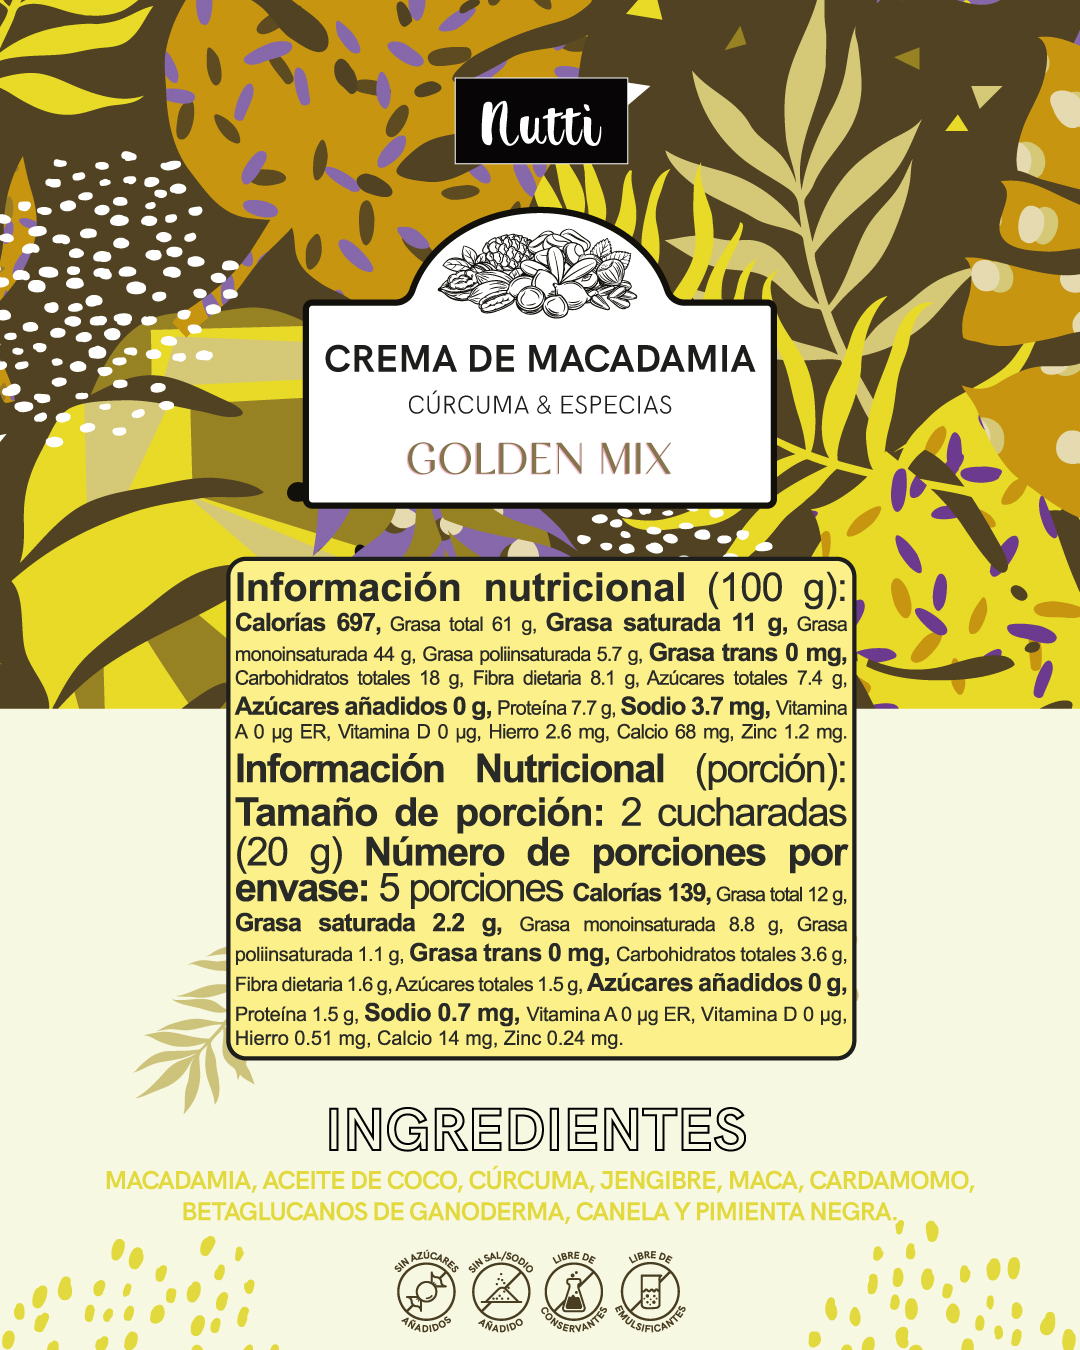 Nutti
CREMA DE MACADAMIA
CÚRCUMA & ESPECIAS
GOLDEN MIX
Información nutricional (100 g):
Calorías 697, Grasa total 61 g, Grasa saturada 11 g, Grasa
monoinsaturada 44 g, Grasa poliinsaturada 5.7 g, Grasa trans 0 mg,
Carbohidratos totales 18 g, Fibra dietaria 8.1 g, Azúcares totales 7.4 g,
Azúcares añadidos 0 g, Proteína 7.7 g, Sodio 3.7 mg, Vitamina
A 0 µg ER, Vitamina D 0 µg, Hierro 2.6 mg, Calcio 68 mg, Zinc 1.2 mg.
Información Nutricional (porción):
Tamaño de porción: 2 cucharadas
(20 g) Número de porciones por
envase: 5 porciones Calorías 139, Grasa total 12 g,
Grasa saturada 2.2 g, Grasa monoinsaturada 8.8 g, Grasa
poliinsaturada 1.1 g, Grasa trans 0 mg, Carbohidratos totales 3.6 g,
Fibra dietaria 1.6 g, Azúcares totales 1.5 g, Azúcares añadidos 0 g,
Proteína 1.5 g, Sodio 0.7 mg, Vitamina A 0 µg ER, Vitamina D 0 µg,
Hierro 0.51 mg, Calcio 14 mg, Zinc 0.24 mg.
INGREDIENTES
MACADAMIA, ACEITE DE COCO, CÚRCUMA, JENGIBRE, MACA, CARDAMOMO,
BETAGLUCANOS DE GANODERMA, CANELA Y PIMIENTA NEGRA.
SIN AZÚCARES
AÑADIDOS
SIN SAL/SODIO
AÑADIDO
LIBRE DE
CONSERVANTES
LIBRE DE
EMULSIFICANTES